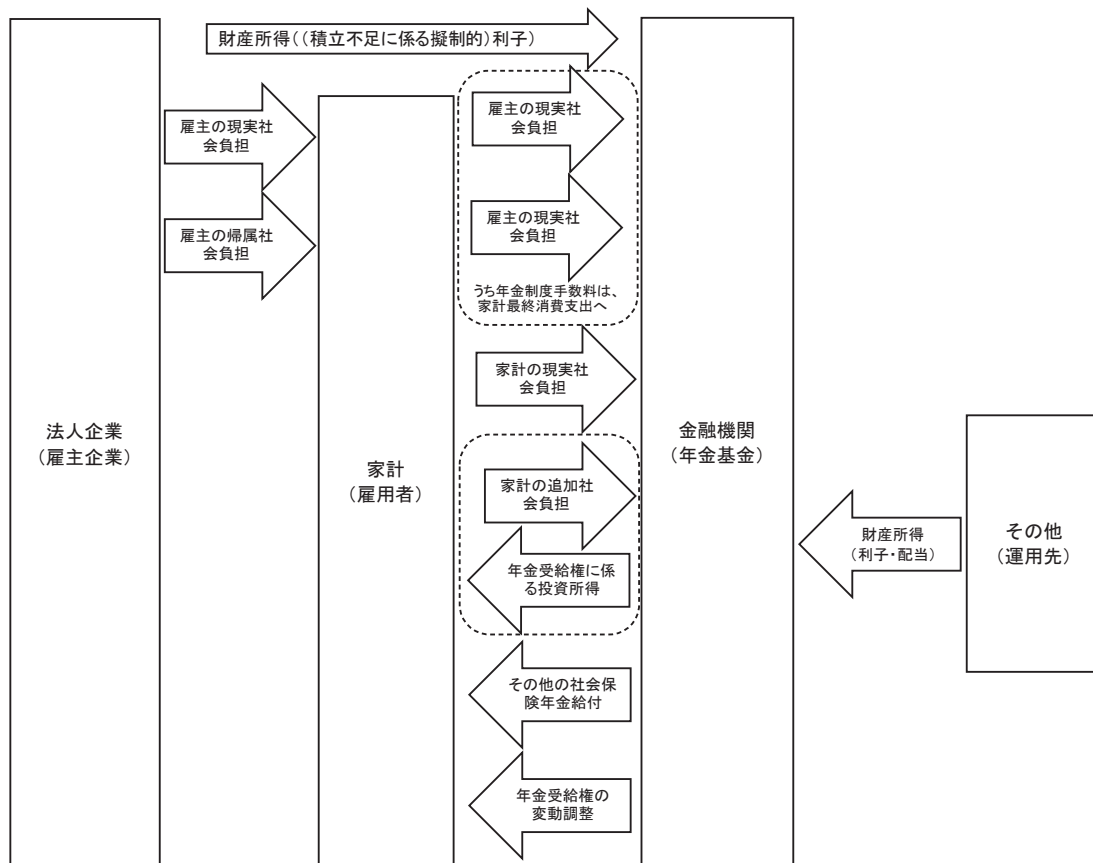 財産所得((積立不足に係る擬制的)利子)
雇主の現実社
会負担
雇主の帰属社
会負担
雇主の現実社
会負担
雇主の現実社
会負担
うち年金制度手数料は、
家計最終消費支出へ
家計の現実社
会負担
法人企業
(雇主企業)
家計
(雇用者)
金融機関
(年金基金)
家計の追加社
会負担
年金受給権に係
る投資所得
財産所得
(利子・配当)
その他
(運用先)
その他の社会保
険年金給付
年金受給権の
変動調整